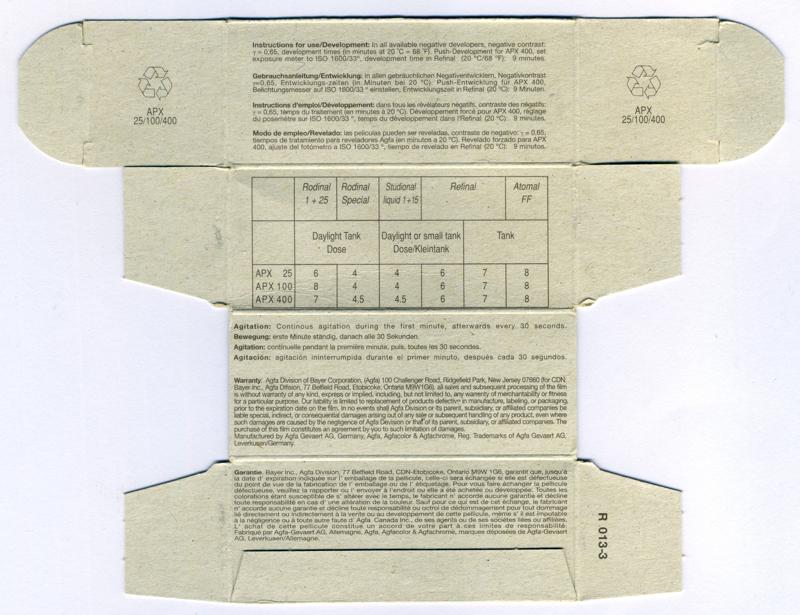 APX
25/100/400
Instructions for use/Development: In all available negative developers, negative contrast:
γ = 0,65, development times (in minutes at 20 °C = 68 °F). Push-Development for APX 400, set
exposure meter to ISO 1600/33°, development time in Refinal (20 °C/68 °F): 9 minutes.
Gebrauchsanleitung/Entwicklung: in allen gebräuchlichen Negativentwicklern, Negativkontrast
γ=0,65, Entwicklungs-zeiten (in Minuten bei 20 °C). Push-Entwicklung für APX 400,
Belichtungsmesser auf ISO 1600/33 ° einstellen, Entwicklungszeit in Refinal (20 °C): 9 Minuten.
Instructions d'emploi/Développement: dans tous les révélateurs négatifs, contraste des négatifs:
γ = 0,65, temps du traitement (en minutes à 20 °C). Développement forcé pour APX 400, réglage
du posemètre sur ISO 1600/33 °, temps du développement dans l'Refinal (20 °C): 9 minutes.
Modo de empleo/Revelado: las películas pueden ser reveladas, contraste de negativo: γ = 0,65,
tiempos de tratamiento para reveladores Agfa (en minutos a 20 °C). Revelado forzado para APX
400, ajuste del fotómetro a ISO 1600/33 °, tiempo de revelado en Refinal (20 °C): 9 minutos.
APX
25/100/400
Rodinal Rodinal Studional Refinal Atomal
1 + 25 Special liquid 1+15 FF
Daylight Tank Daylight or small tank Tank
Dose Dose/Kleintank
APX 25 6 4 4 6 7 8
APX 100 8 4 4 6 7 8
APX 400 7 4.5 4.5 6 7 8
Agitation: Continous agitation during the first minute, afterwards every 30 seconds.
Bewegung: erste Minute ständig, danach alle 30 Sekunden.
Agitation: continuelle pendant la première minute, puis, toutes les 30 secondes.
Agitación: agitación ininterrumpida durante el primer minuto, después cada 30 segundos.
Warranty: Agfa Division of Bayer Corporation, (Agfa) 100 Challenger Road, Ridgefield Park, New Jersey 07660 (for CDN:
Bayer Inc., Agfa Division, 77 Belfield Road, Etobicoke, Ontario M9W1G6), all sales and subsequent processing of the film
is without warranty of any kind, express or implied, including, but not limited to, any warranty of merchantability or fitness
for a particular purpose. Our liability is limited to replacement of products defective in manufacture, labeling, or packaging,
prior to the expiration date on the film. In no events shall Agfa Division or its parent, subsidiary, or affiliated companies be
liable special, indirect, or consequential damages arising out of any sale or subsequent handling of any product, even where
such damages are caused by the negligence of Agfa Division or that of its parent, subsidiary, or affiliated companies. The
purchase of this film constitutes an agreement by you to such limitation of damages.
Manufactured by Agfa Gevaert AG, Germany, Agfa, Agfacolor & Agfachrome, Reg. Trademarks of Agfa Gevaert AG,
Leverkusen/Germany.
Garantie. Bayer Inc., Agfa Division, 77 Belfield Road, CDN-Etobicoke, Ontario M9W 1G6, garantit que, jusqu'à
la date d' expiration indiquée sur l' emballage de la pellicule, celle-ci sera échangée si elle est défectueuse
du point de vue de la fabrication de l' emballage ou de l' étiquetage. Pour vous faire échanger la pellicule
défectueuse, veuillez la rapporter ou l' envoyer à l'endroit ou elle a été achetée ou développée. Toutes les
colorations étant susceptibles de s' altérer avec le temps, le fabricant n' accorde aucune garantie et décline
toute responsabilité en cas d' une altération de la couleur. Sauf pour ce qui est de cet échange, le fabricant
n' accorde aucune garantie et décline toute responsabilité ou octroi de dédommagement pour tout dommage
lié directement ou indirectement à la vente ou au developpement de cette pellicule, même s' il est imputable
à la négligence ou à toute autre faute d' Agfa Canada Inc., de ses agents ou de ses sociétés liées ou affiliées.
L' achat de cette pellicule constitue un accord de votre part à ces limites de responsabilité.
Fabriqué par Agfa-Gevaert AG, Allemagne, Agfa, Agfacolor & Agfachrome, marques déposées de Agfa-Gevaert
AG, Leverkusen/Allemagne.
R 013-3